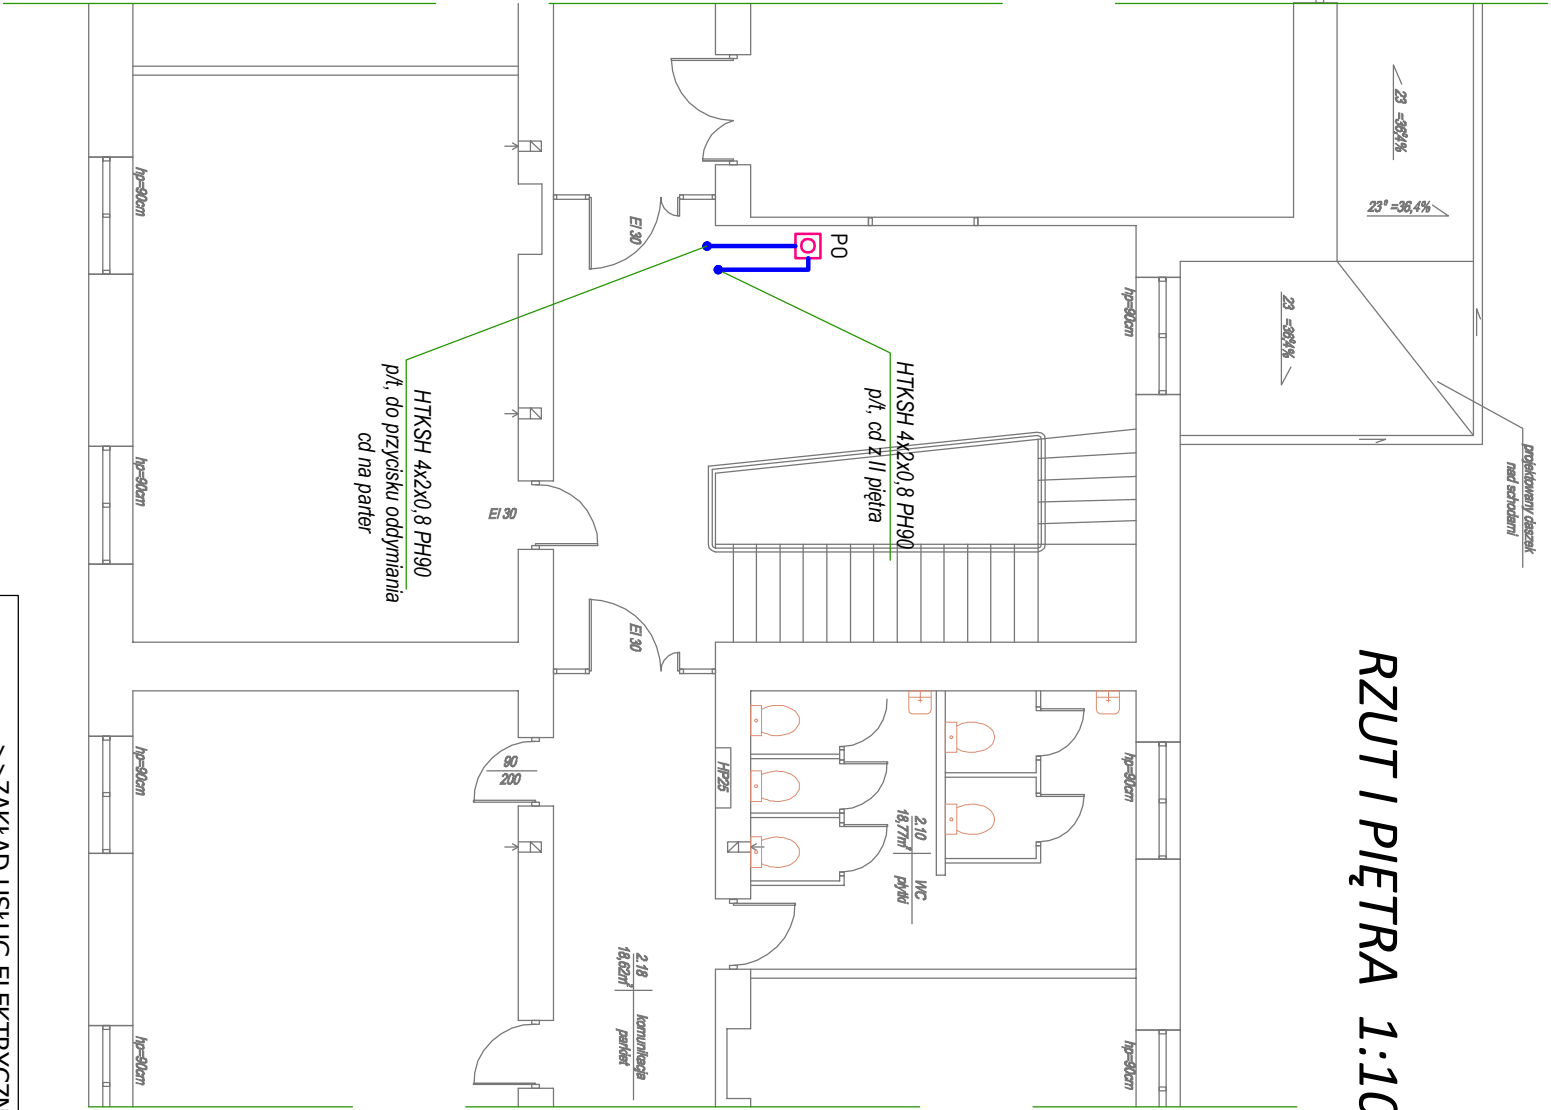 RZUT I PIĘTRA 1:10
projektowany daszek
nad schodami
23 =36,4%
23° =36,4%
23 =36,4%
hp=90cm
hp=90cm
hp=90cm
PO
HTKSH 4x2x0,8 PH90
p/t, cd z II piętra
EI 30
EI 30
EI 30
HTKSH 4x2x0,8 PH90
p/t, do przycisku oddymiania
cd na parter
HP25
2.10 WC
18,77m² płytki
2.18 komunikacja
18,62m² parkiet
90
200
hp=90cm
hp=90cm
hp=90cm
hp=90cm